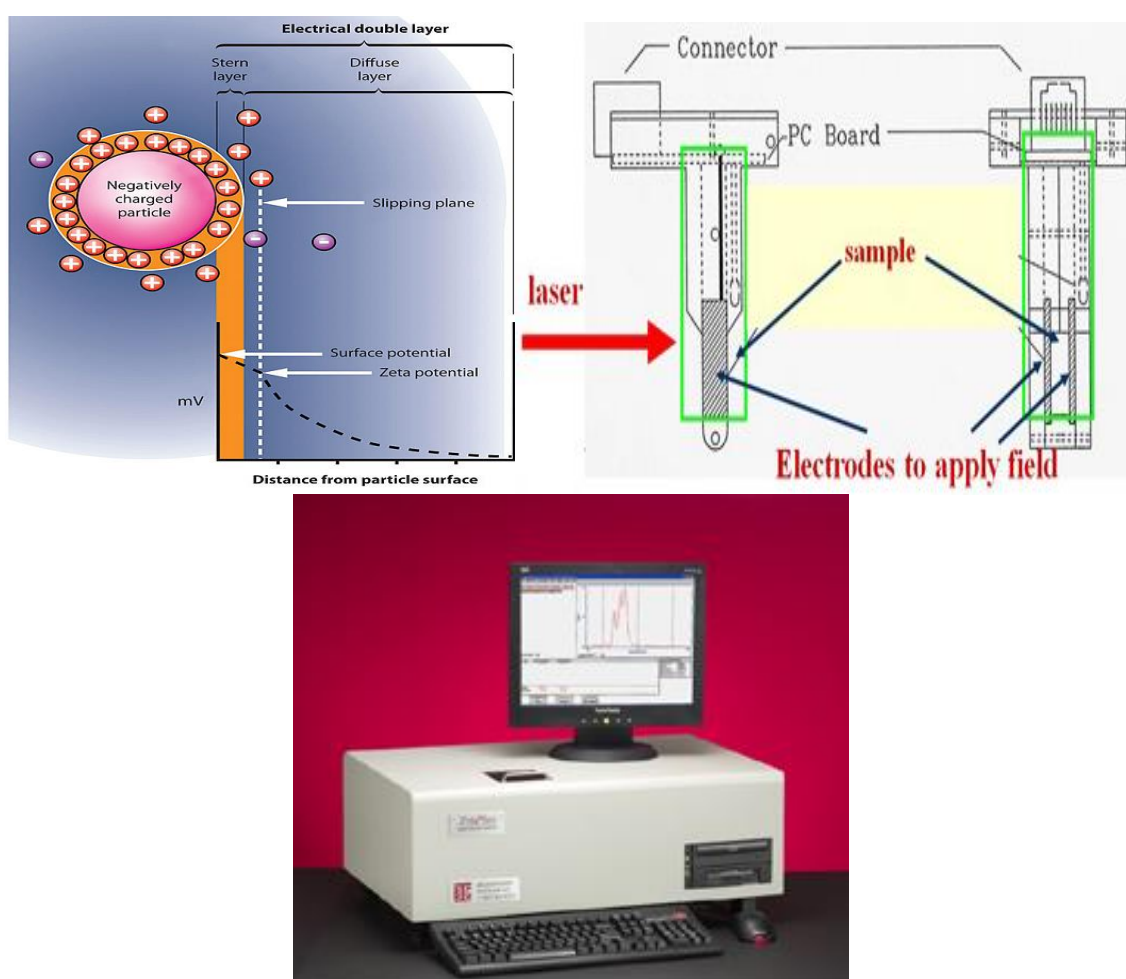 Electrical double layer
Stern
layer
Diffuse
layer
Negatively
charged
particle
Slipping plane
Surface potential
Zeta potential
mV
Distance from particle surface
Connector
PC Board
laser
sample
Electrodes to apply field